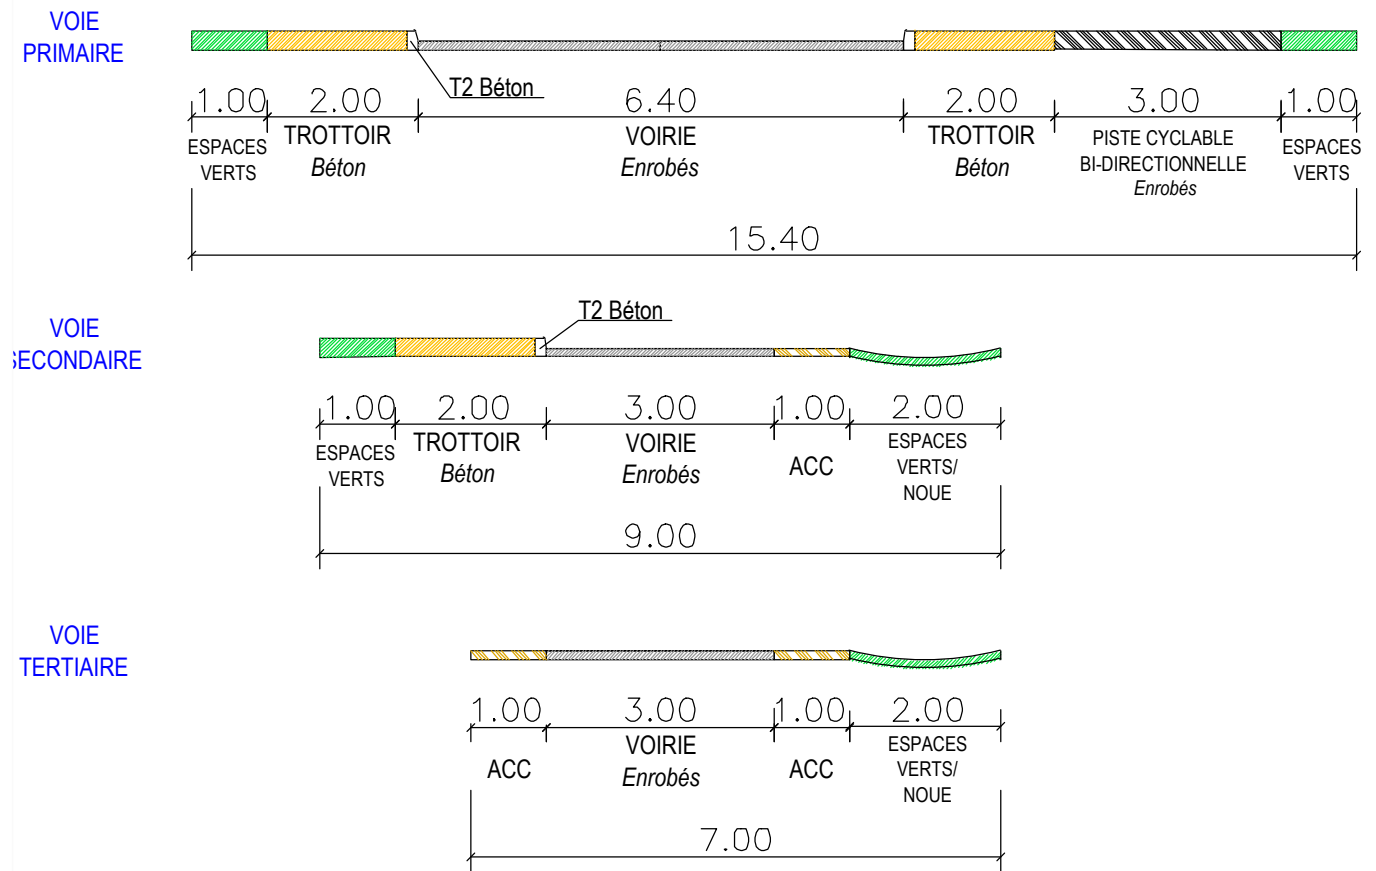 VOIE
PRIMAIRE
T2 Béton
1.00 2.00 6.40 2.00 3.00 1.00
ESPACES
VERTS
TROTTOIR
Béton
VOIRIE
Enrobés
TROTTOIR
Béton
PISTE CYCLABLE
BI-DIRECTIONNELLE
Enrobés
ESPACES
VERTS
15.40
VOIE
SECONDAIRE
T2 Béton
1.00 2.00 3.00 1.00 2.00
ESPACES
VERTS
TROTTOIR
Béton
VOIRIE
Enrobés
ACC
ESPACES
VERTS/
NOUE
9.00
VOIE
TERTIAIRE
1.00 3.00 1.00 2.00
ACC
VOIRIE
Enrobés
ACC
ESPACES
VERTS/
NOUE
7.00